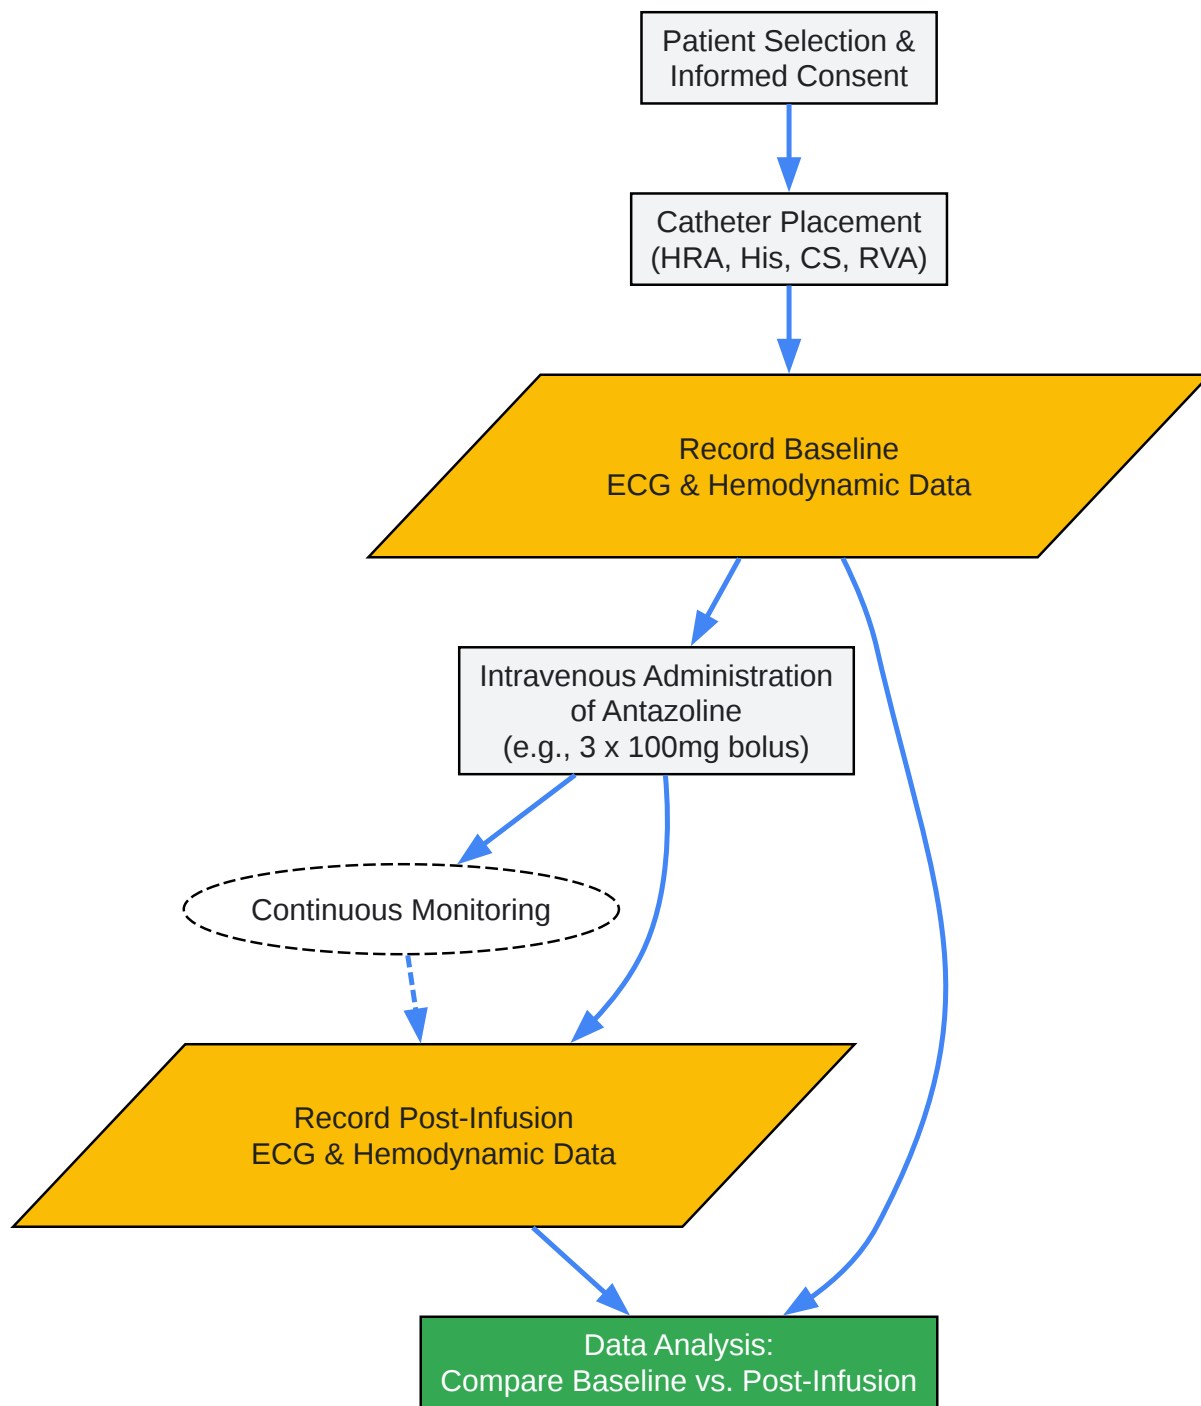 Patient Selection &
Informed Consent
Catheter Placement
(HRA, His, CS, RVA)
Record Baseline
ECG & Hemodynamic Data
Intravenous Administration
of Antazoline
(e.g., 3 x 100mg bolus)
Continuous Monitoring
Record Post-Infusion
ECG & Hemodynamic Data
Data Analysis:
Compare Baseline vs. Post-Infusion